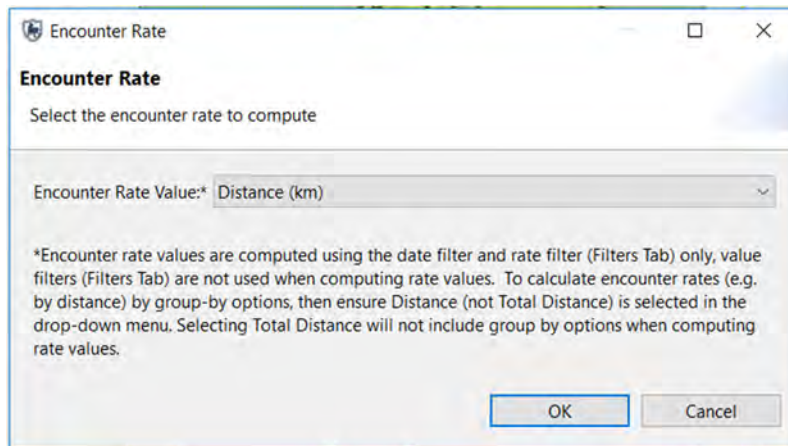 Encounter Rate
Encounter Rate
Select the encounter rate to compute
Encounter Rate Value:* Distance (km)
*Encounter rate values are computed using the date filter and rate filter (Filters Tab) only, value
filters (Filters Tab) are not used when computing rate values. To calculate encounter rates (e.g.
by distance) by group-by options, then ensure Distance (not Total Distance) is selected in the
drop-down menu. Selecting Total Distance will not include group by options when computing
rate values.
OK Cancel